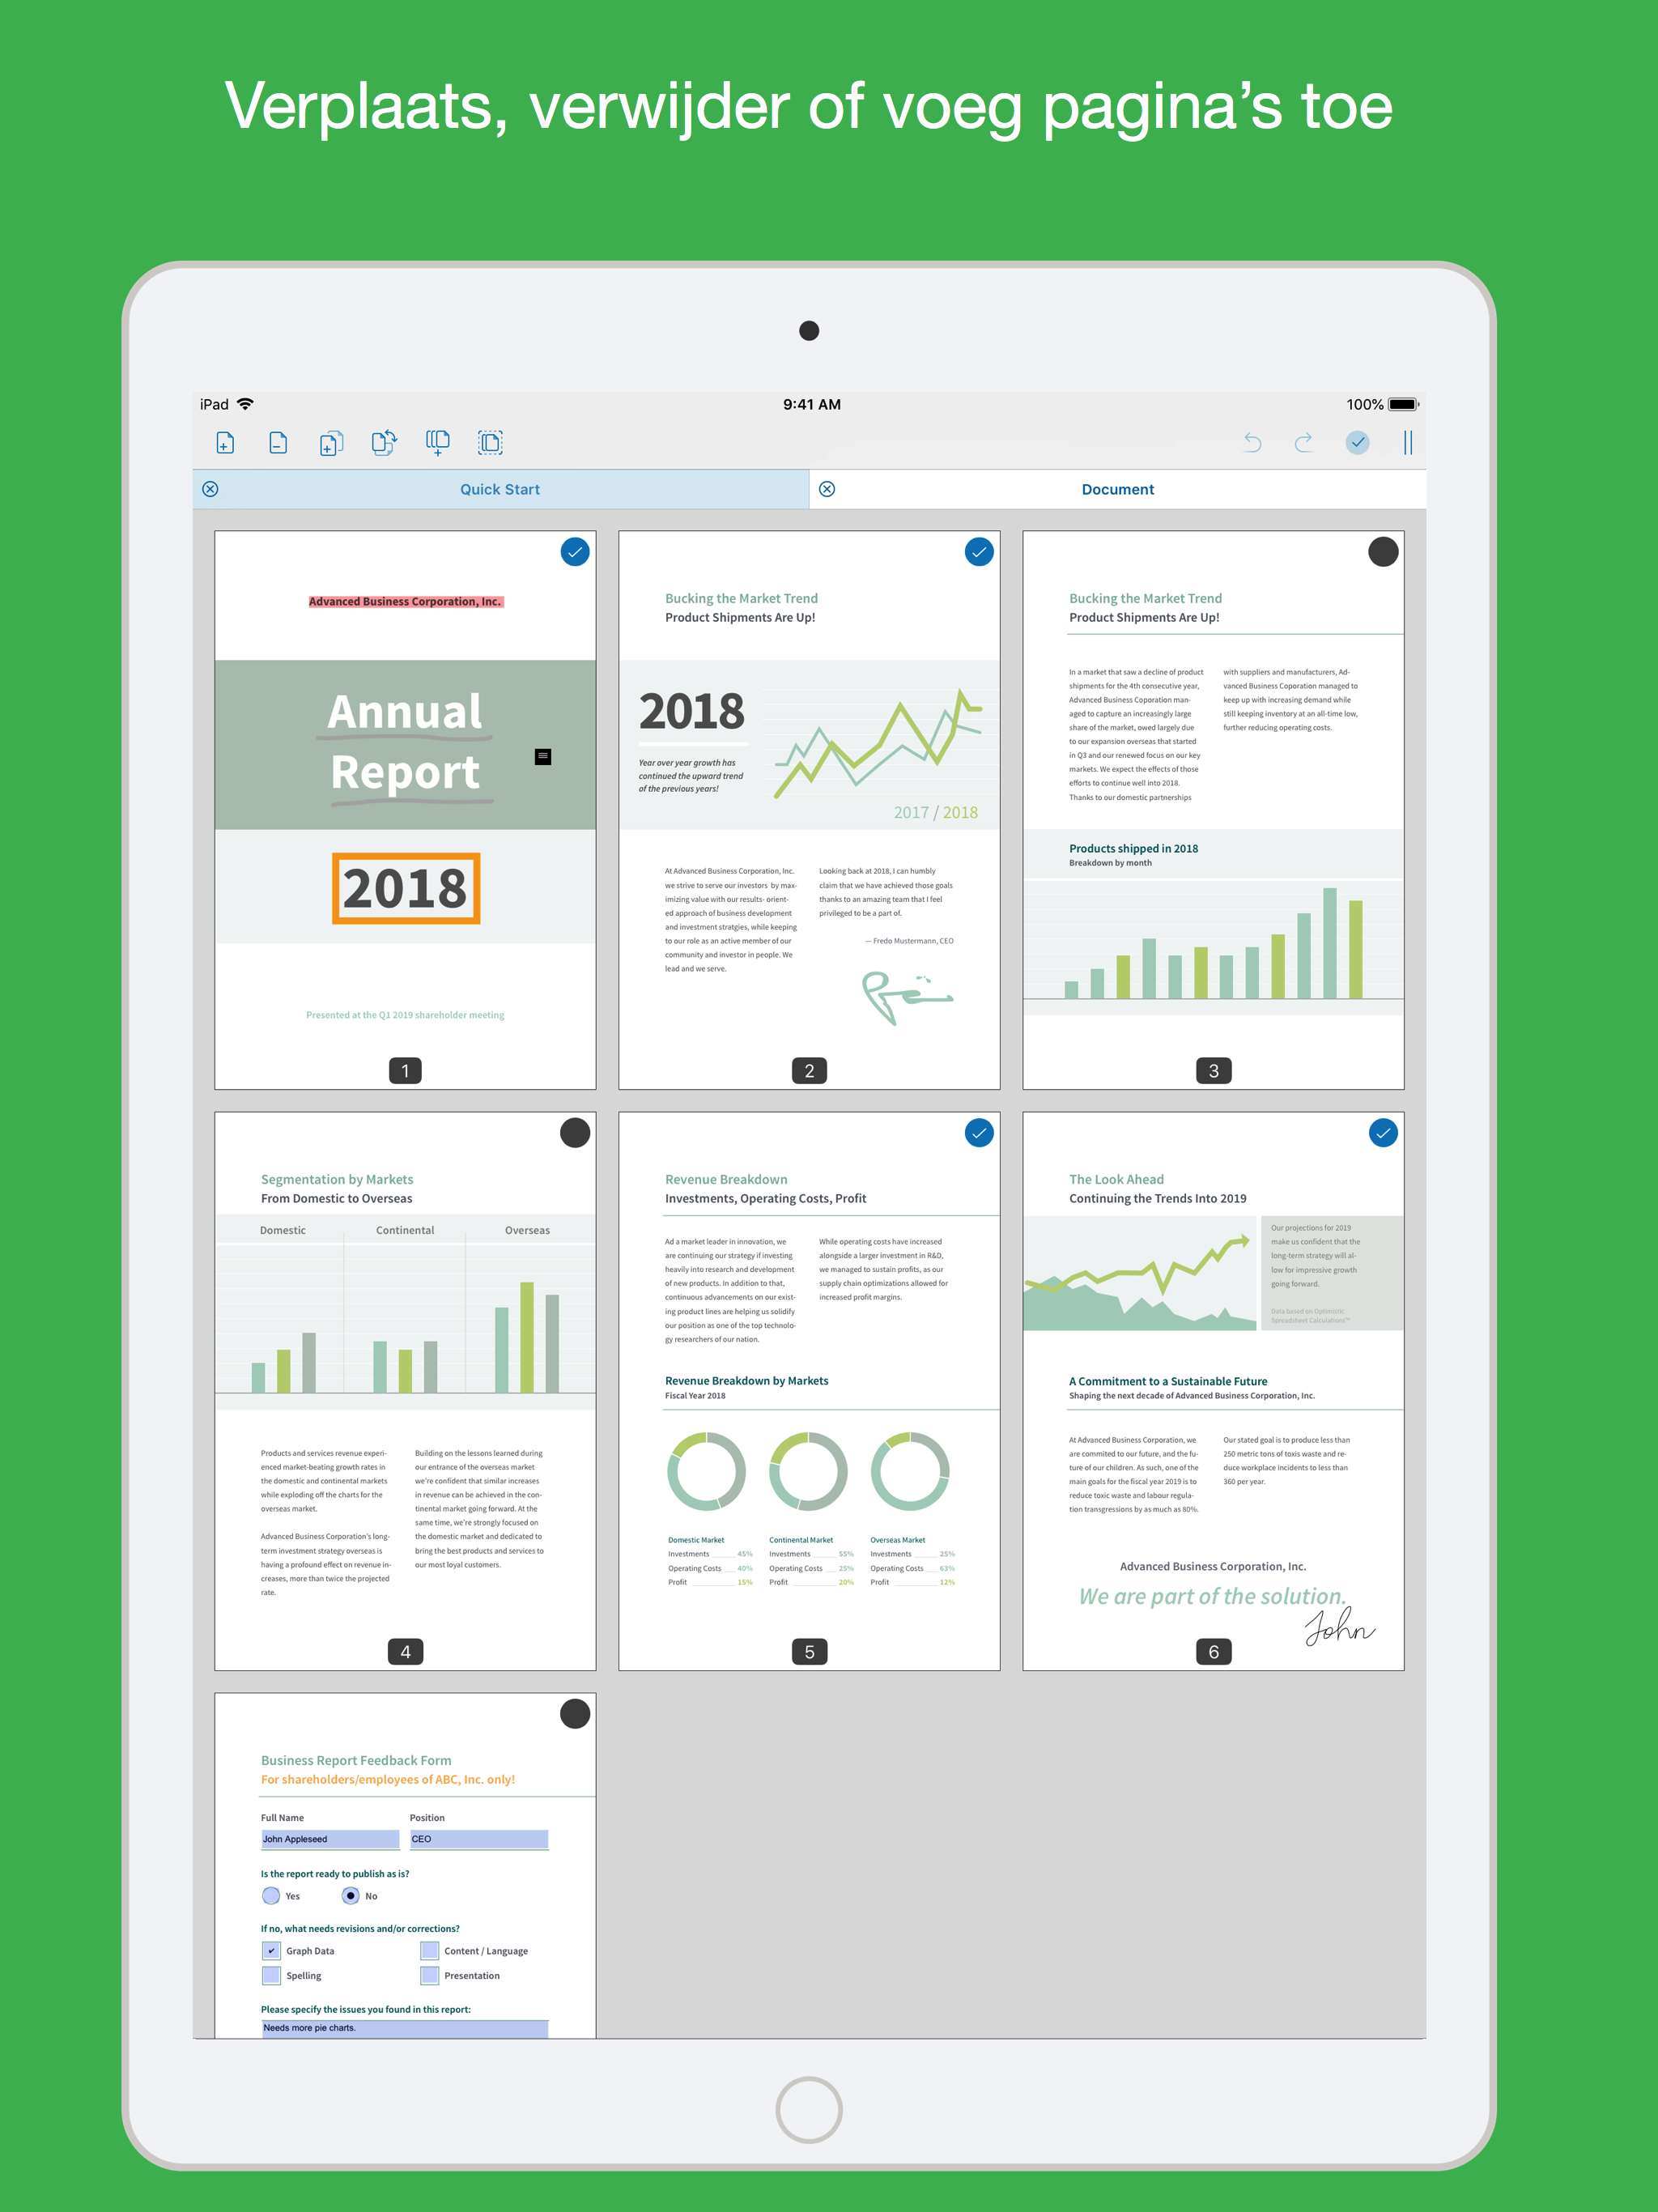 Verplaats, verwijder of voeg pagina’s toe
iPad
9:41 AM
100%
Quick Start
Document
Advanced Business Corporation, Inc.
Annual
Report
2018
Presented at the Q1 2019 shareholder meeting
1
Bucking the Market Trend
Product Shipments Are Up!
2018
Year over year growth has
continued the upward trend
of the previous years!
2017 / 2018
At Advanced Business Corporation, Inc.
we strive to serve our investors by max-
imizing value with our results- orient-
ed approach of business development
and investment stratgies, while keeping
to our role as an active member of our
community and investor in people. We
lead and we serve.
Looking back at 2018, I can humbly
claim that we have achieved those goals
thanks to an amazing team that I feel
privileged to be a part of.
— Fredo Mustermann, CEO
2
Bucking the Market Trend
Product Shipments Are Up!
In a market that saw a decline of product
shipments for the 4th consecutive year,
Advanced Business Coporation man-
aged to capture an increasingly large
share of the market, owed largely due
to our expansion overseas that started
in Q3 and our renewed focus on our key
markets. We expect the effects of those
efforts to continue well into 2018.
Thanks to our domestic partnerships
with suppliers and manufacturers, Ad-
vanced Business Coporation managed to
keep up with increasing demand while
still keeping inventory at an all-time low,
further reducing operating costs.
Products shipped in 2018
Breakdown by month
3
Segmentation by Markets
From Domestic to Overseas
Domestic
Continental
Overseas
Products and services revenue experi-
enced market-beating growth rates in
the domestic and continental markets
while exploding off the charts for the
overseas market.
Advanced Business Corporation's long-
term investment strategy overseas is
having a profound effect on revenue in-
creases, more than twice the projected
rate.
Building on the lessons learned during
our entrance of the overseas market
we're confident that similar increases
in revenue can be achieved in the con-
tinental market going forward. At the
same time, we're strongly focused on
the domestic market and dedicated to
bring the best products and services to
our most loyal customers.
4
Revenue Breakdown
Investments, Operating Costs, Profit
Ad a market leader in innovation, we
are continuing our strategy if investing
heavily into research and development
of new products. In addition to that,
continuous advancements on our exist-
ing product lines are helping us solidify
our position as one of the top technolo-
gy researchers of our nation.
While operating costs have increased
alongside a larger investment in R&D,
we managed to sustain profits, as our
supply chain optimizations allowed for
increased profit margins.
Revenue Breakdown by Markets
Fiscal Year 2018
Domestic Market
Investments 45%
Operating Costs 40%
Profit 15%
Continental Market
Investments 55%
Operating Costs 25%
Profit 20%
Overseas Market
Investments 25%
Operating Costs 63%
Profit 12%
5
The Look Ahead
Continuing the Trends Into 2019
Our projections for 2019
make us confident that the
long-term strategy will al-
low for impressive growth
going forward.
Data based on Optimistic
Spreadsheet Calculations™
A Commitment to a Sustainable Future
Shaping the next decade of Advanced Business Corporation, Inc.
At Advanced Business Corporation, we
are commited to our future, and the fu-
ture of our children. As such, one of the
main goals for the fiscal year 2019 is to
reduce toxic waste and labour regula-
tion transgressions by as much as 80%.
Our stated goal is to produce less than
250 metric tons of toxis waste and re-
duce workplace incidents to less than
360 per year.
Advanced Business Corporation, Inc.
We are part of the solution.
John
6
Business Report Feedback Form
For shareholders/employees of ABC, Inc. only!
Full Name
Position
John Appleseed
CEO
Is the report ready to publish as is?
Yes
No
If no, what needs revisions and/or corrections?
Graph Data
Content / Language
Spelling
Presentation
Please specify the issues you found in this report:
Needs more pie charts.